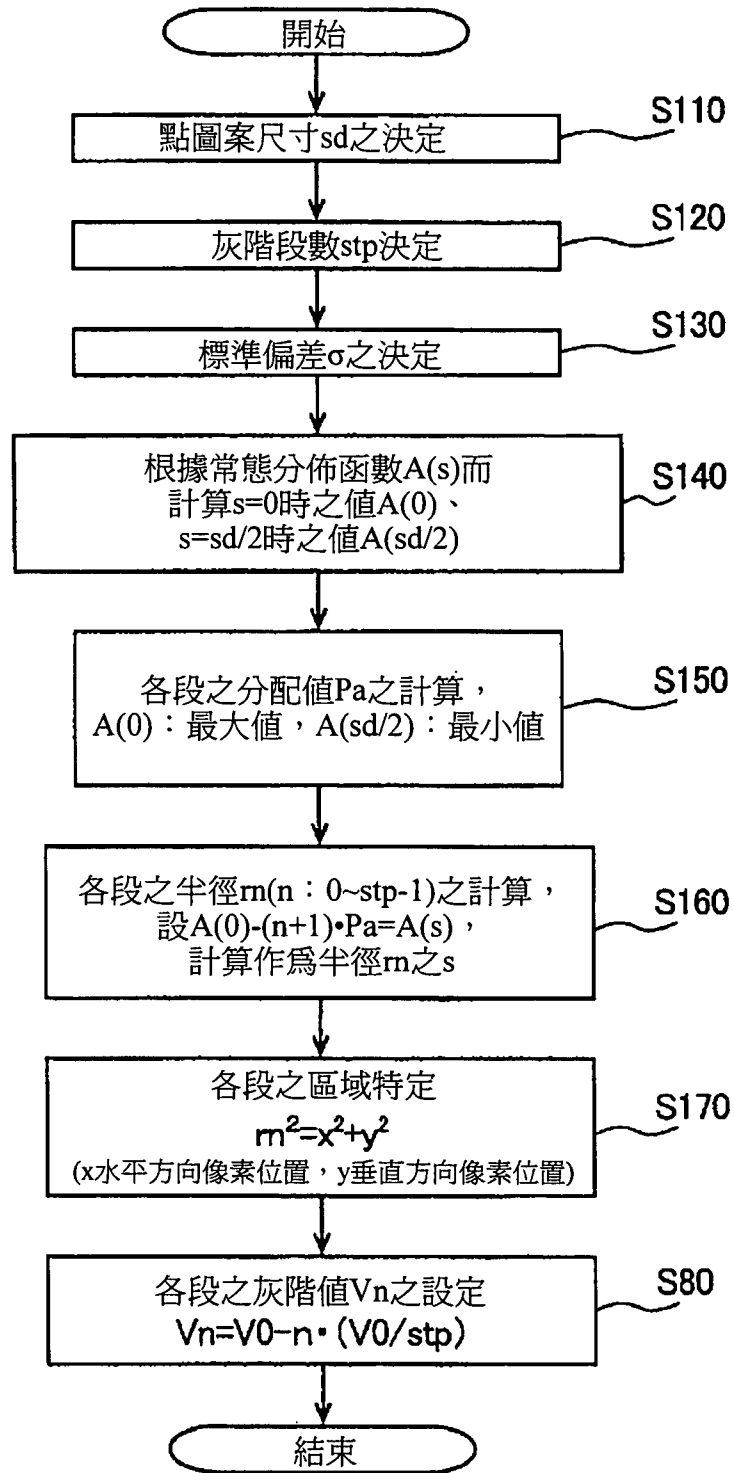 開始
點圖案尺寸sd之決定
S110
灰階段數stp決定
S120
標準偏差σ之決定
S130
根據常態分佈函數A(s)而
計算s=0時之值A(0)、
s=sd/2時之值A(sd/2)
S140
各段之分配值Pa之計算，
A(0)：最大值，A(sd/2)：最小值
S150
各段之半徑rn(n：0~stp-1)之計算，
設A(0)-(n+1)•Pa=A(s)，
計算作爲半徑rn之s
S160
各段之區域特定
rn²=x²+y²
(x水平方向像素位置，y垂直方向像素位置)
S170
各段之灰階值Vn之設定
Vn=V0-n•(V0/stp)
S80
結束